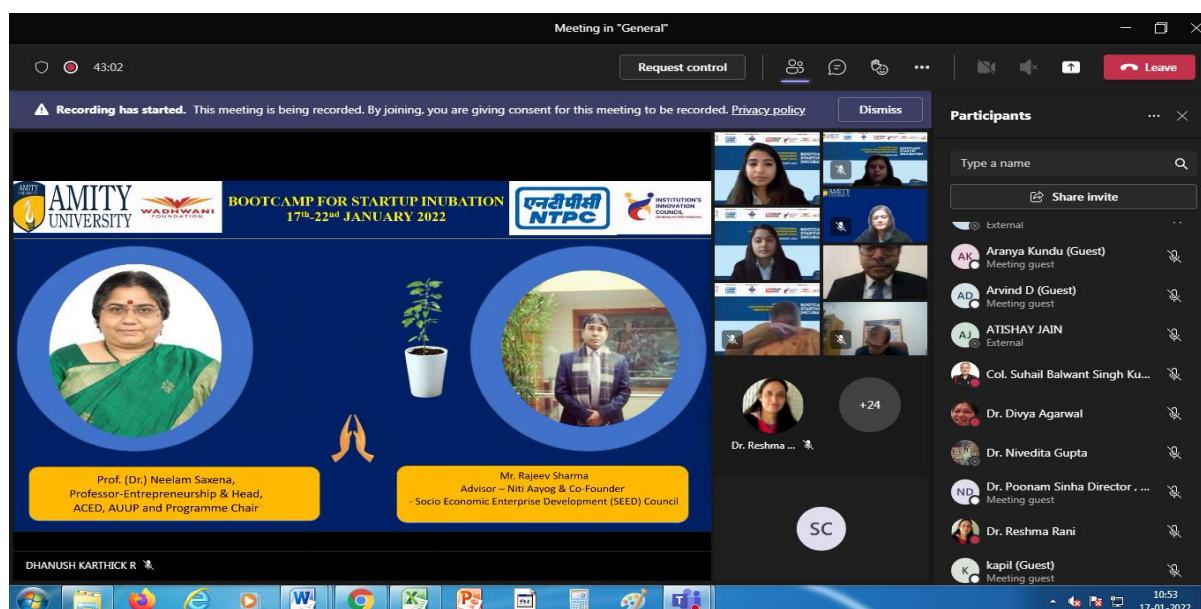 Meeting in "General"
43:02
Request control
Leave
Recording has started. This meeting is being recorded. By joining, you are giving consent for this meeting to be recorded. Privacy policy
Dismiss
Participants
Type a name
Share invite
External
Aranya Kundu (Guest)
Meeting guest
Arvind D (Guest)
Meeting guest
ATISHAY JAIN
External
Col. Suhail Balwant Singh Ku...
Dr. Divya Agarwal
Dr. Nivedita Gupta
Dr. Poonam Sinha Director , ...
Meeting guest
Dr. Reshma Rani
kapil (Guest)
Meeting guest
AK
AD
AJ
ND
K
AMITY
UNIVERSITY
WADHWANI
FOUNDATION
BOOTCAMP FOR STARTUP INUBATION
17th-22nd JANUARY 2022
एनटीपीसी
NTPC
INSTITUTION'S
INNOVATION
COUNCIL
Prof. (Dr.) Neelam Saxena,
Professor-Entrepreneurship & Head,
ACED, AUUP and Programme Chair
Mr. Rajeev Sharma
Advisor – Niti Aayog & Co-Founder
- Socio Economic Enterprise Development (SEED) Council
DHANUSH KARTHICK R
Dr. Reshma ...
+24
SC
10:53